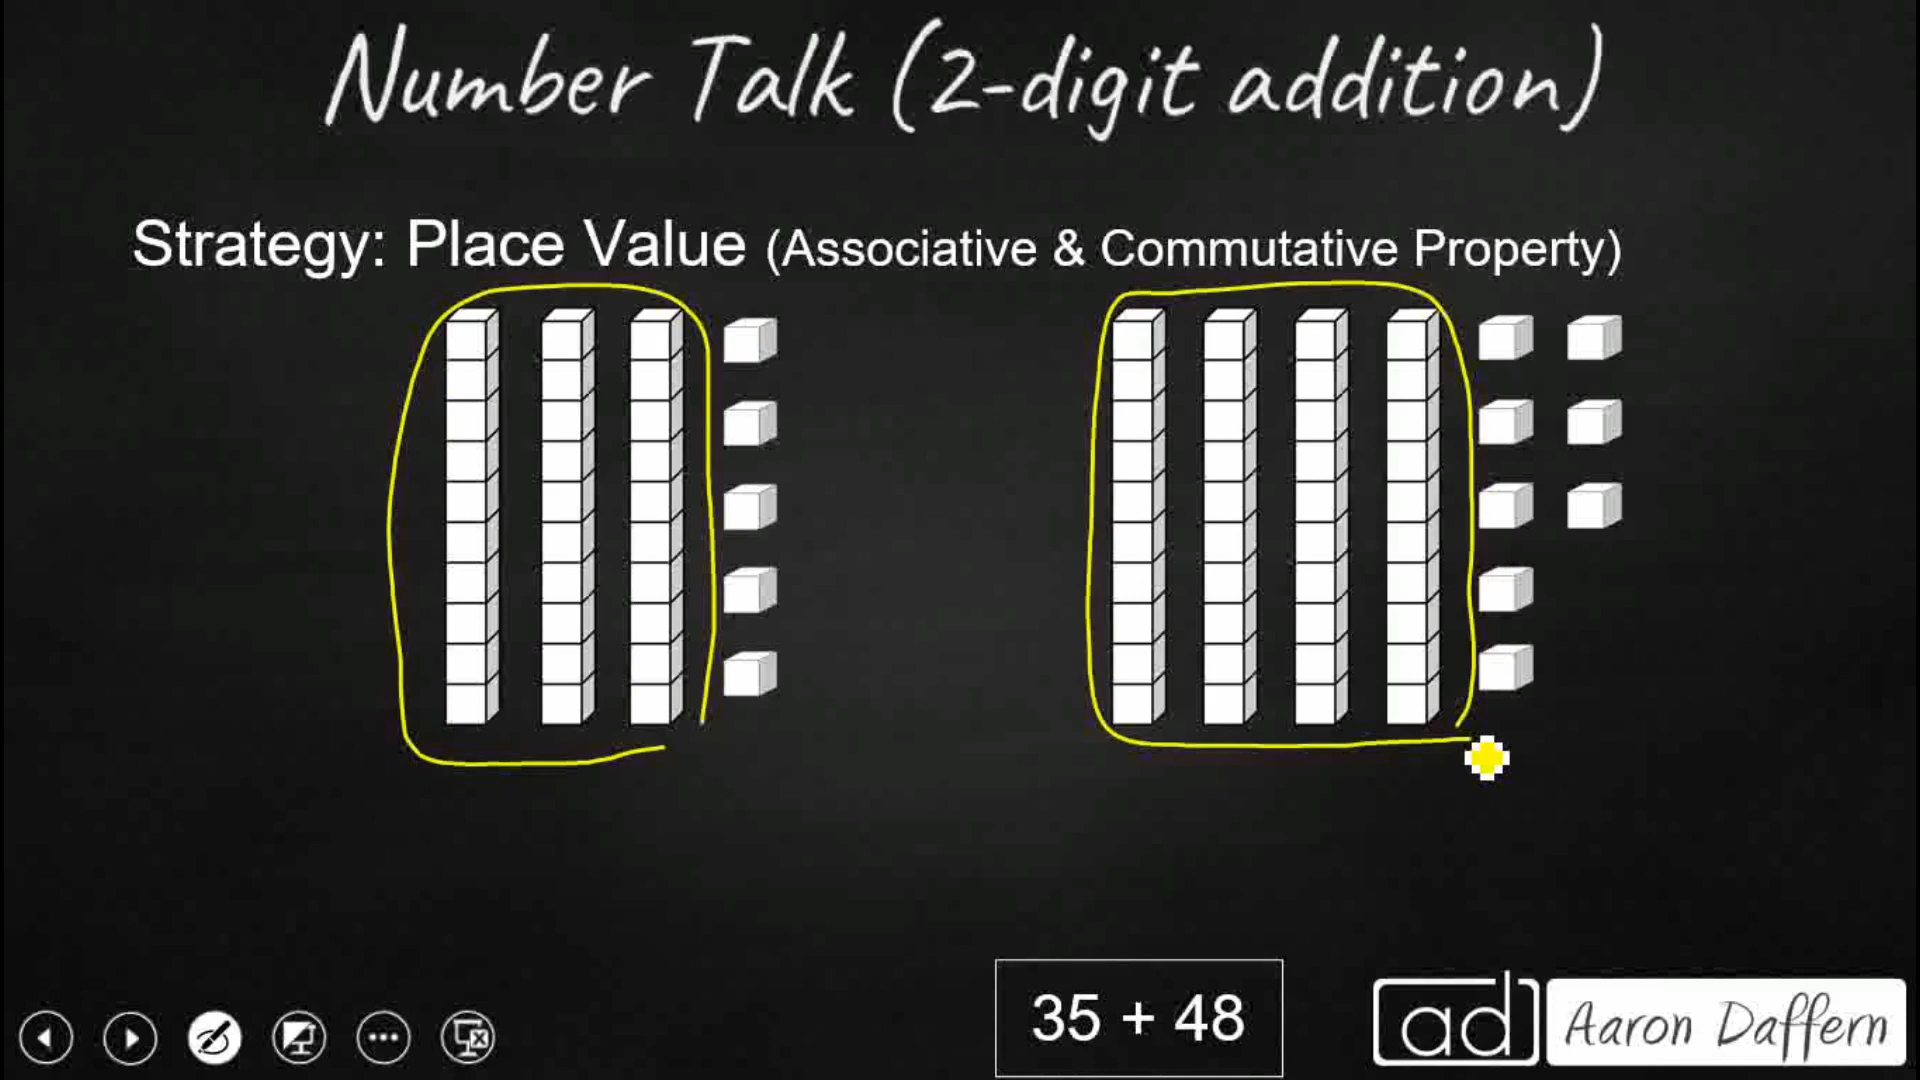 Number Talk (2-digit addition)
Strategy: Place Value (Associative & Commutative Property)
35 + 48
ad Aaron Daffern